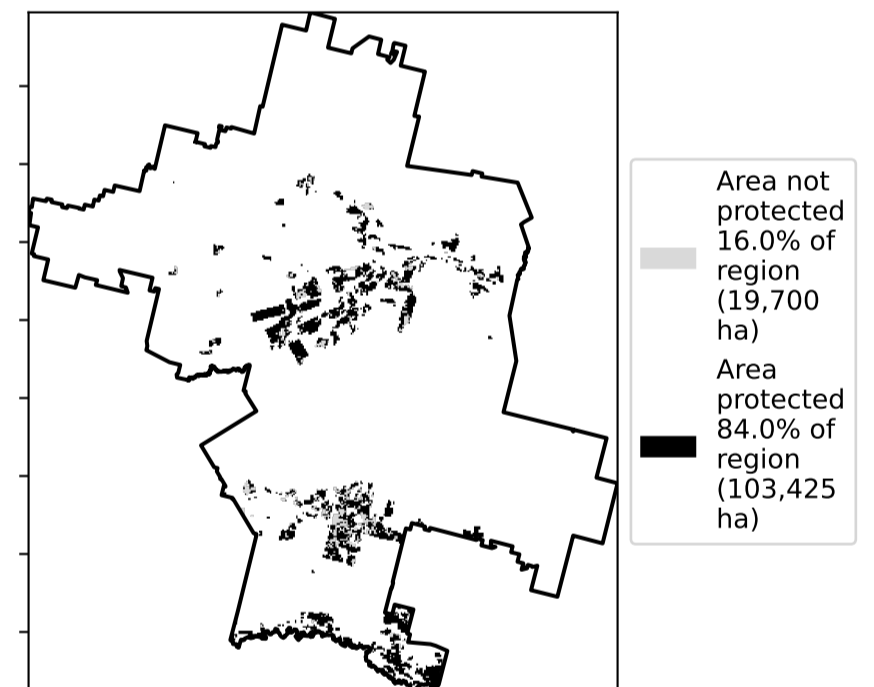 Area not
protected
16.0% of
region
(19,700
ha)
Area
protected
84.0% of
region
(103,425
ha)